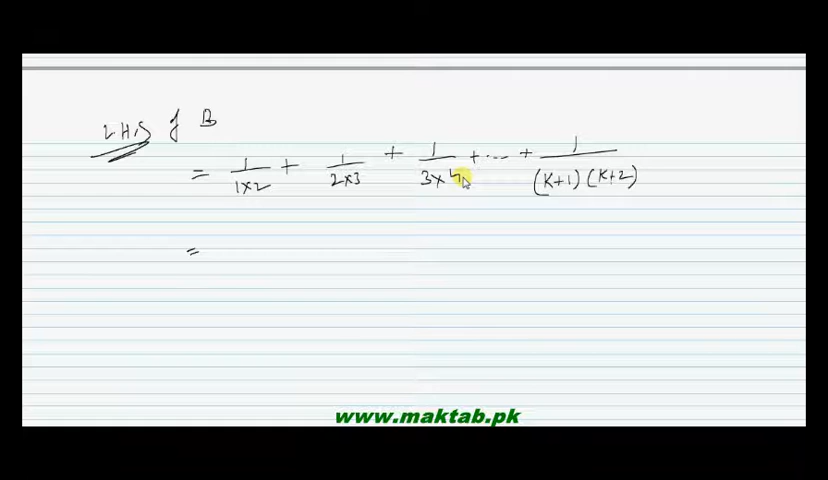 LHS of B
= 1/1×2 + 1/2×3 + 1/3×4 + ... + 1/(K+1)(K+2)
=
www.maktab.pk